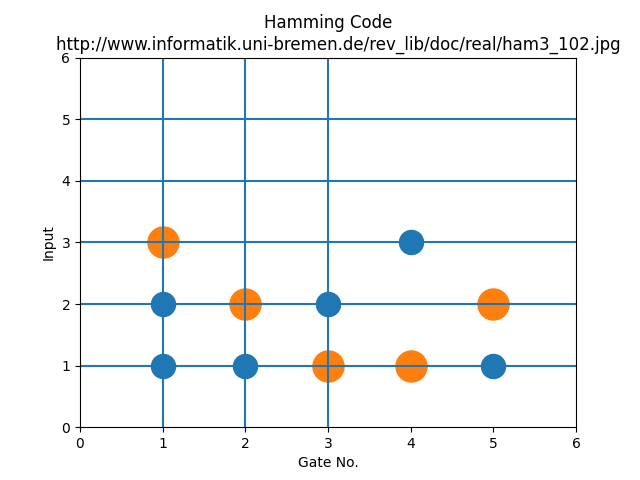 Hamming Code
http://www.informatik.uni-bremen.de/rev_lib/doc/real/ham3_102.jpg
6
5
4
3
2
1
0
Input
0 1 2 3 4 5 6
Gate No.